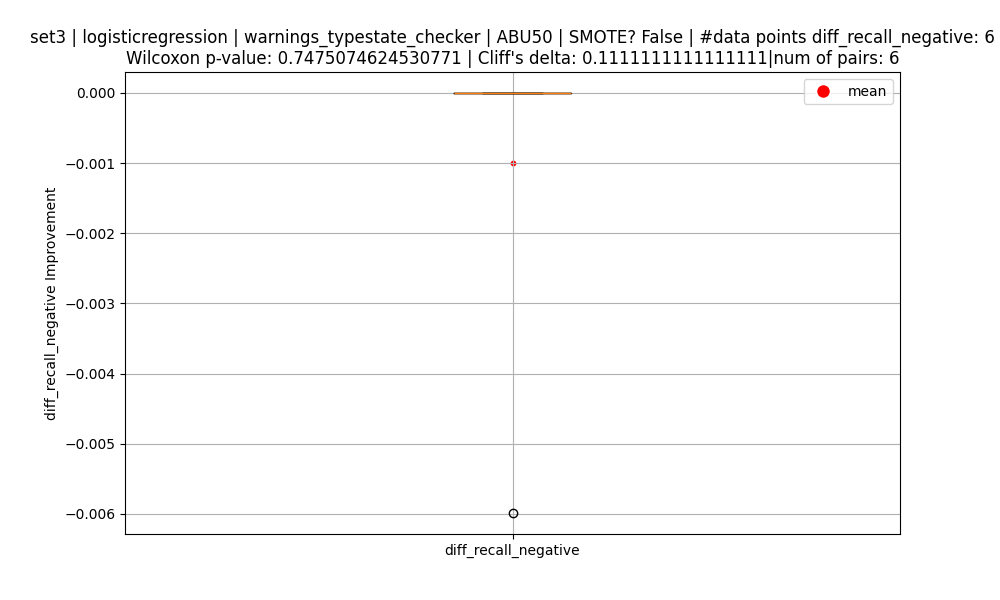 set3 | logisticregression | warnings_typestate_checker | ABU50 | SMOTE? False | #data points diff_recall_negative: 6
Wilcoxon p-value: 0.7475074624530771 | Cliff's delta: 0.1111111111111111|num of pairs: 6
mean
0.000
−0.001
−0.002
−0.003
−0.004
−0.005
−0.006
diff_recall_negative Improvement
diff_recall_negative